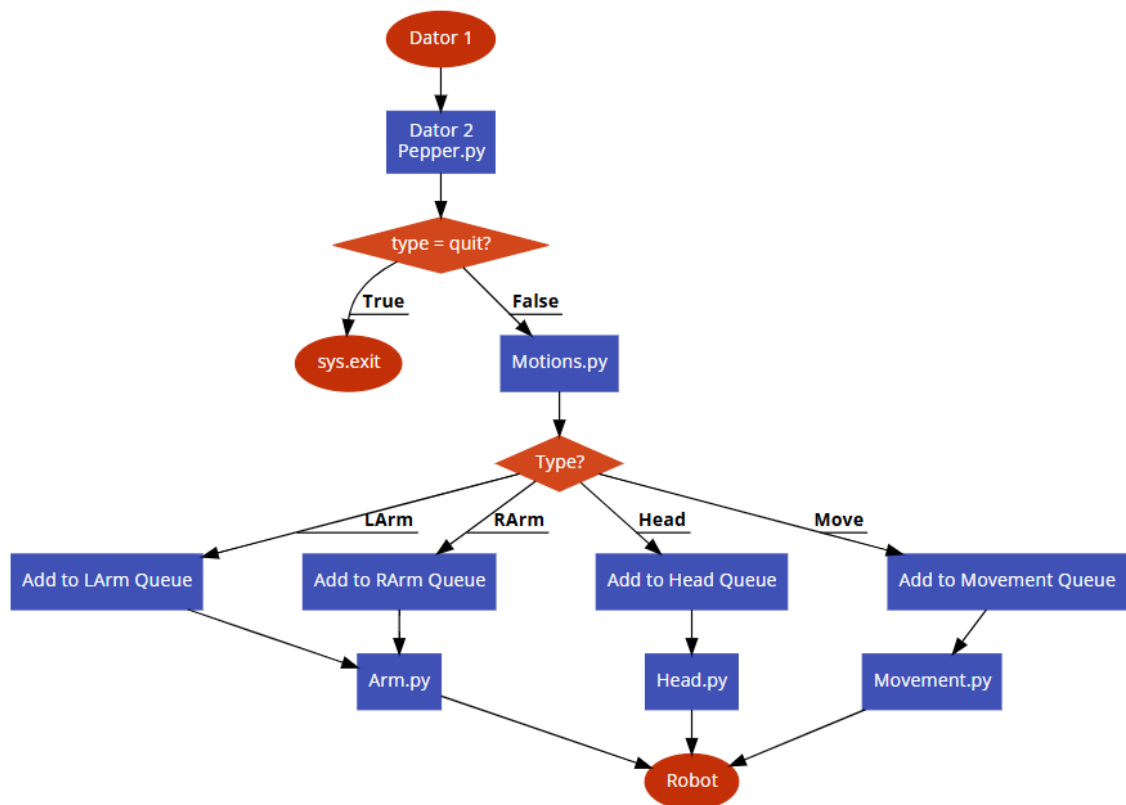 Dator 1
Dator 2
Pepper.py
type = quit?
True
False
sys.exit
Motions.py
Type?
LArm
RArm
Head
Move
Add to LArm Queue
Add to RArm Queue
Add to Head Queue
Add to Movement Queue
Arm.py
Head.py
Movement.py
Robot